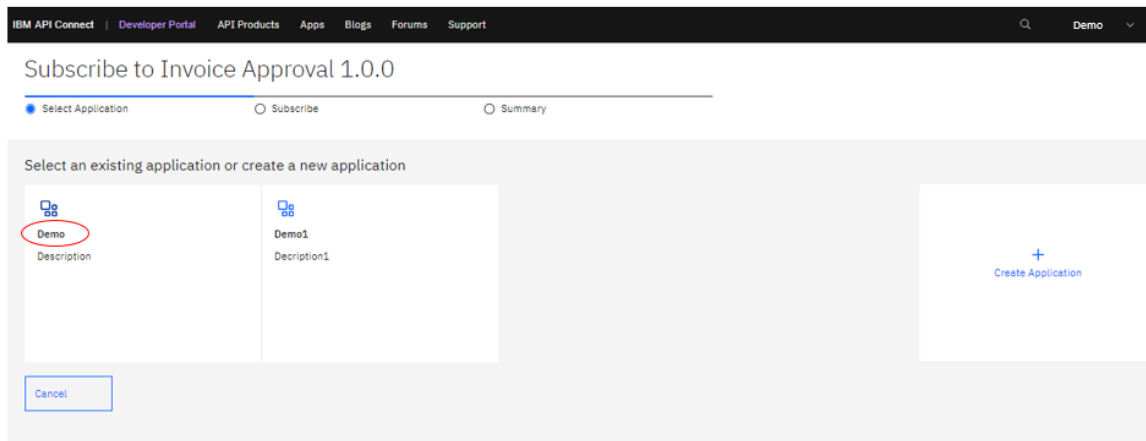 IBM API Connect | Developer Portal API Products Apps Blogs Forums Support Demo
Subscribe to Invoice Approval 1.0.0
Select Application Subscribe Summary
Select an existing application or create a new application
Demo Demo1
Description Decription1
Create Application
Cancel